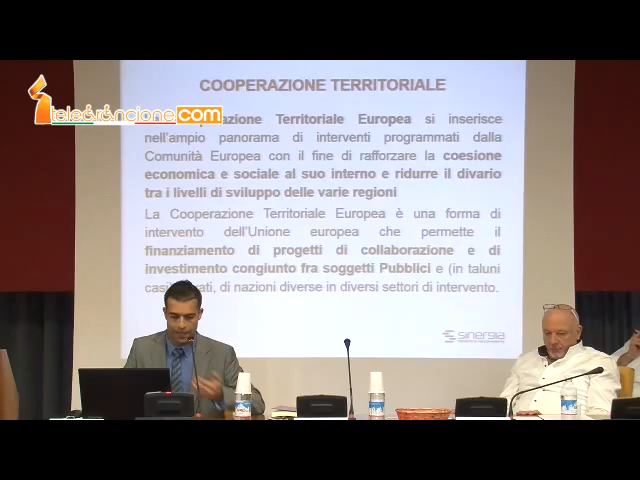 COOPERAZIONE TERRITORIALE
telearancione.com
azione Territoriale Europea si inserisce
nell'ampio panorama di interventi programmati dalla
Comunità Europea con il fine di rafforzare la coesione
economica e sociale al suo interno e ridurre il divario
tra i livelli di sviluppo delle varie regioni
La Cooperazione Territoriale Europea è una forma di
intervento dell'Unione europea che permette il
finanziamento di progetti di collaborazione e di
investimento congiunto fra soggetti Pubblici e (in taluni
casi ati, di nazioni diverse in diversi settori di intervento.
sinergia